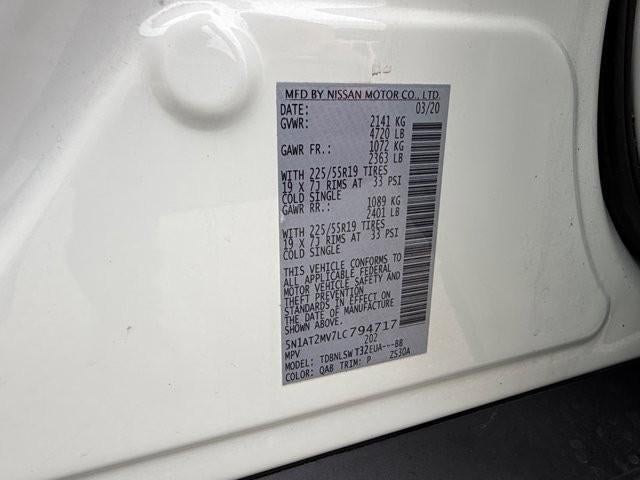 MFD BY NISSAN MOTOR CO., LTD.
DATE: 03/20
GVWR: 2141 KG
4720 LB
GAWR FR.: 1072 KG
2363 LB
WITH 225/55R19 TIRES
19 X 7J RIMS AT 33 PSI
COLD SINGLE
GAWR RR.: 1089 KG
2401 LB
WITH 225/55R19 TIRES
19 X 7J RIMS AT 33 PSI
COLD SINGLE
THIS VEHICLE CONFORMS TO
ALL APPLICABLE FEDERAL
MOTOR VEHICLE SAFETY AND
THEFT PREVENTION
STANDARDS IN EFFECT ON
THE DATE OF MANUFACTURE
SHOWN ABOVE.
5N1AT2MV7LC794717
MPV 202
MODEL: TDBNLSW T32EUA---BB
COLOR: QAB TRIM: P ZS30A